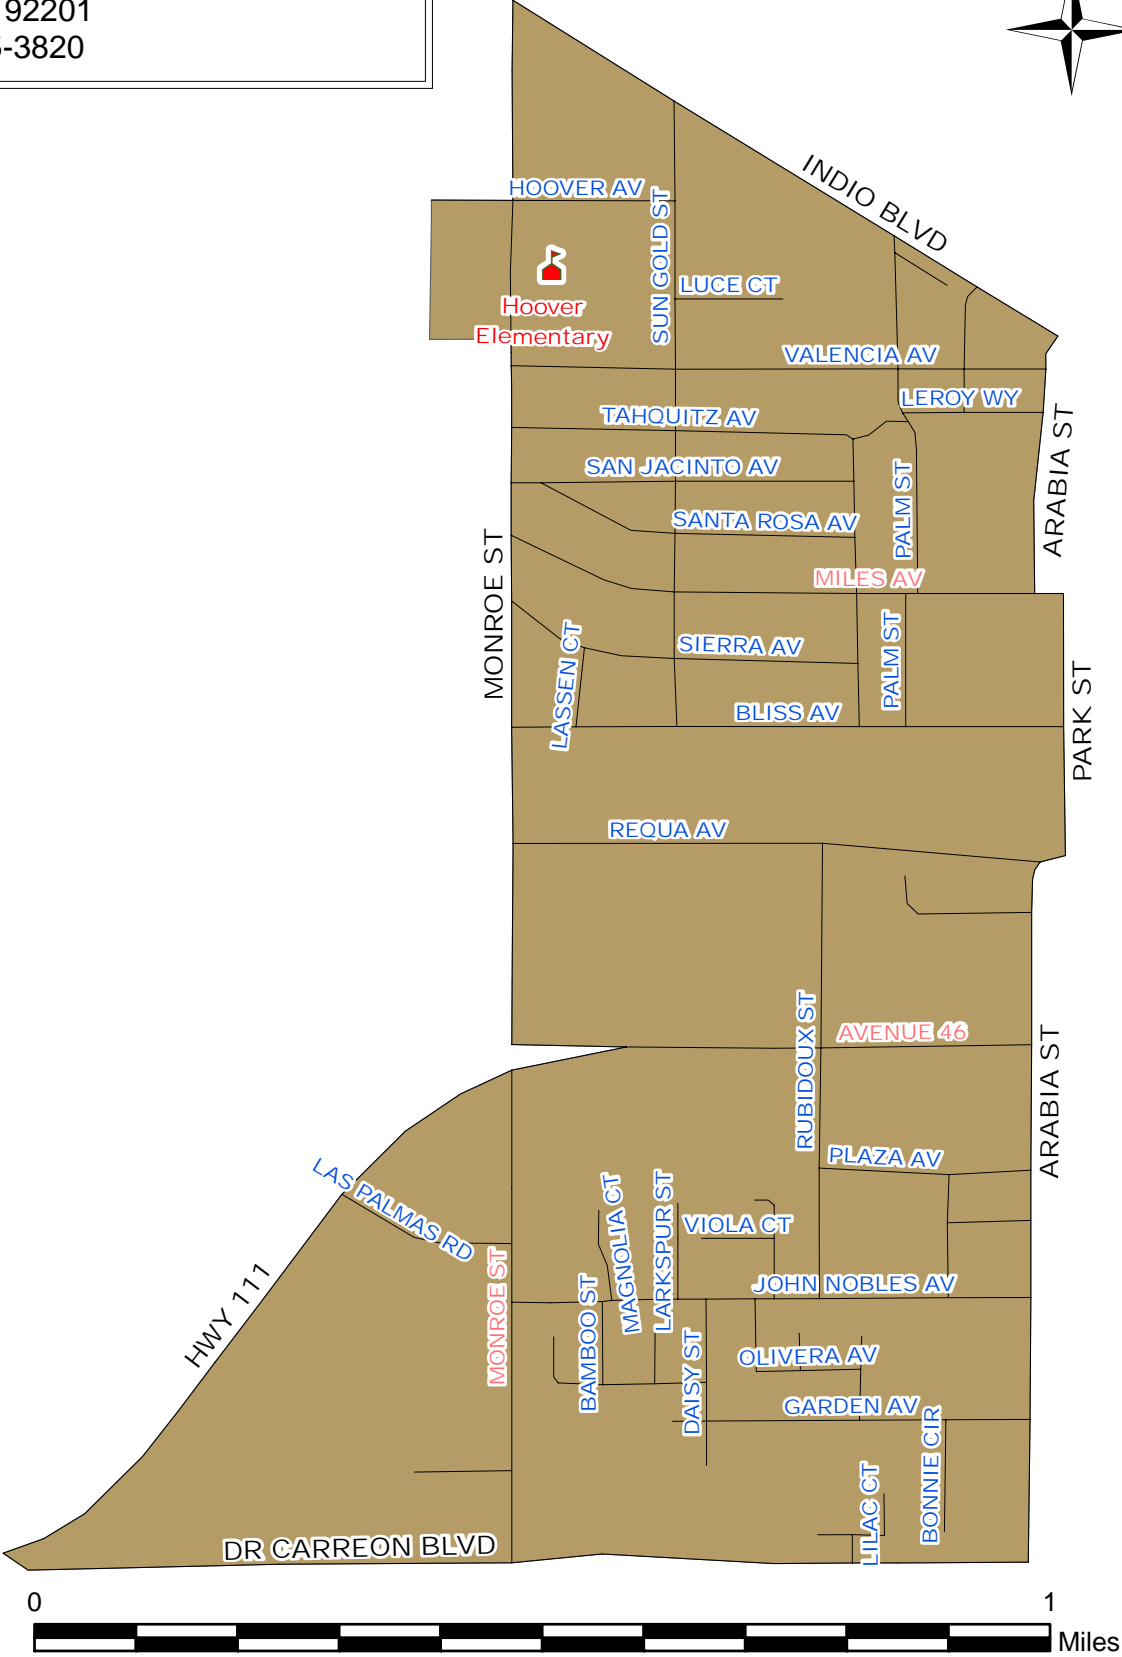 92201
-3820
INDIO BLVD
HOOVER AV
SUN GOLD ST
LUCE CT
Hoover
Elementary
VALENCIA AV
LEROY WY
TAHQUITZ AV
ARABIA ST
SAN JACINTO AV
PALM ST
SANTA ROSA AV
MONROE ST
MILES AV
LASSEN CT
SIERRA AV
PALM ST
PARK ST
BLISS AV
REQUA AV
RUBIDOUX ST
AVENUE 46
ARABIA ST
PLAZA AV
LAS PALMAS RD
MAGNOLIA CT
LARKSPUR ST
VIOLA CT
HWY 111
MONROE ST
JOHN NOBLES AV
BAMBOO ST
DAISY ST
OLIVERA AV
GARDEN AV
BONNIE CIR
LILAC CT
DR CARREON BLVD
0
1
Miles